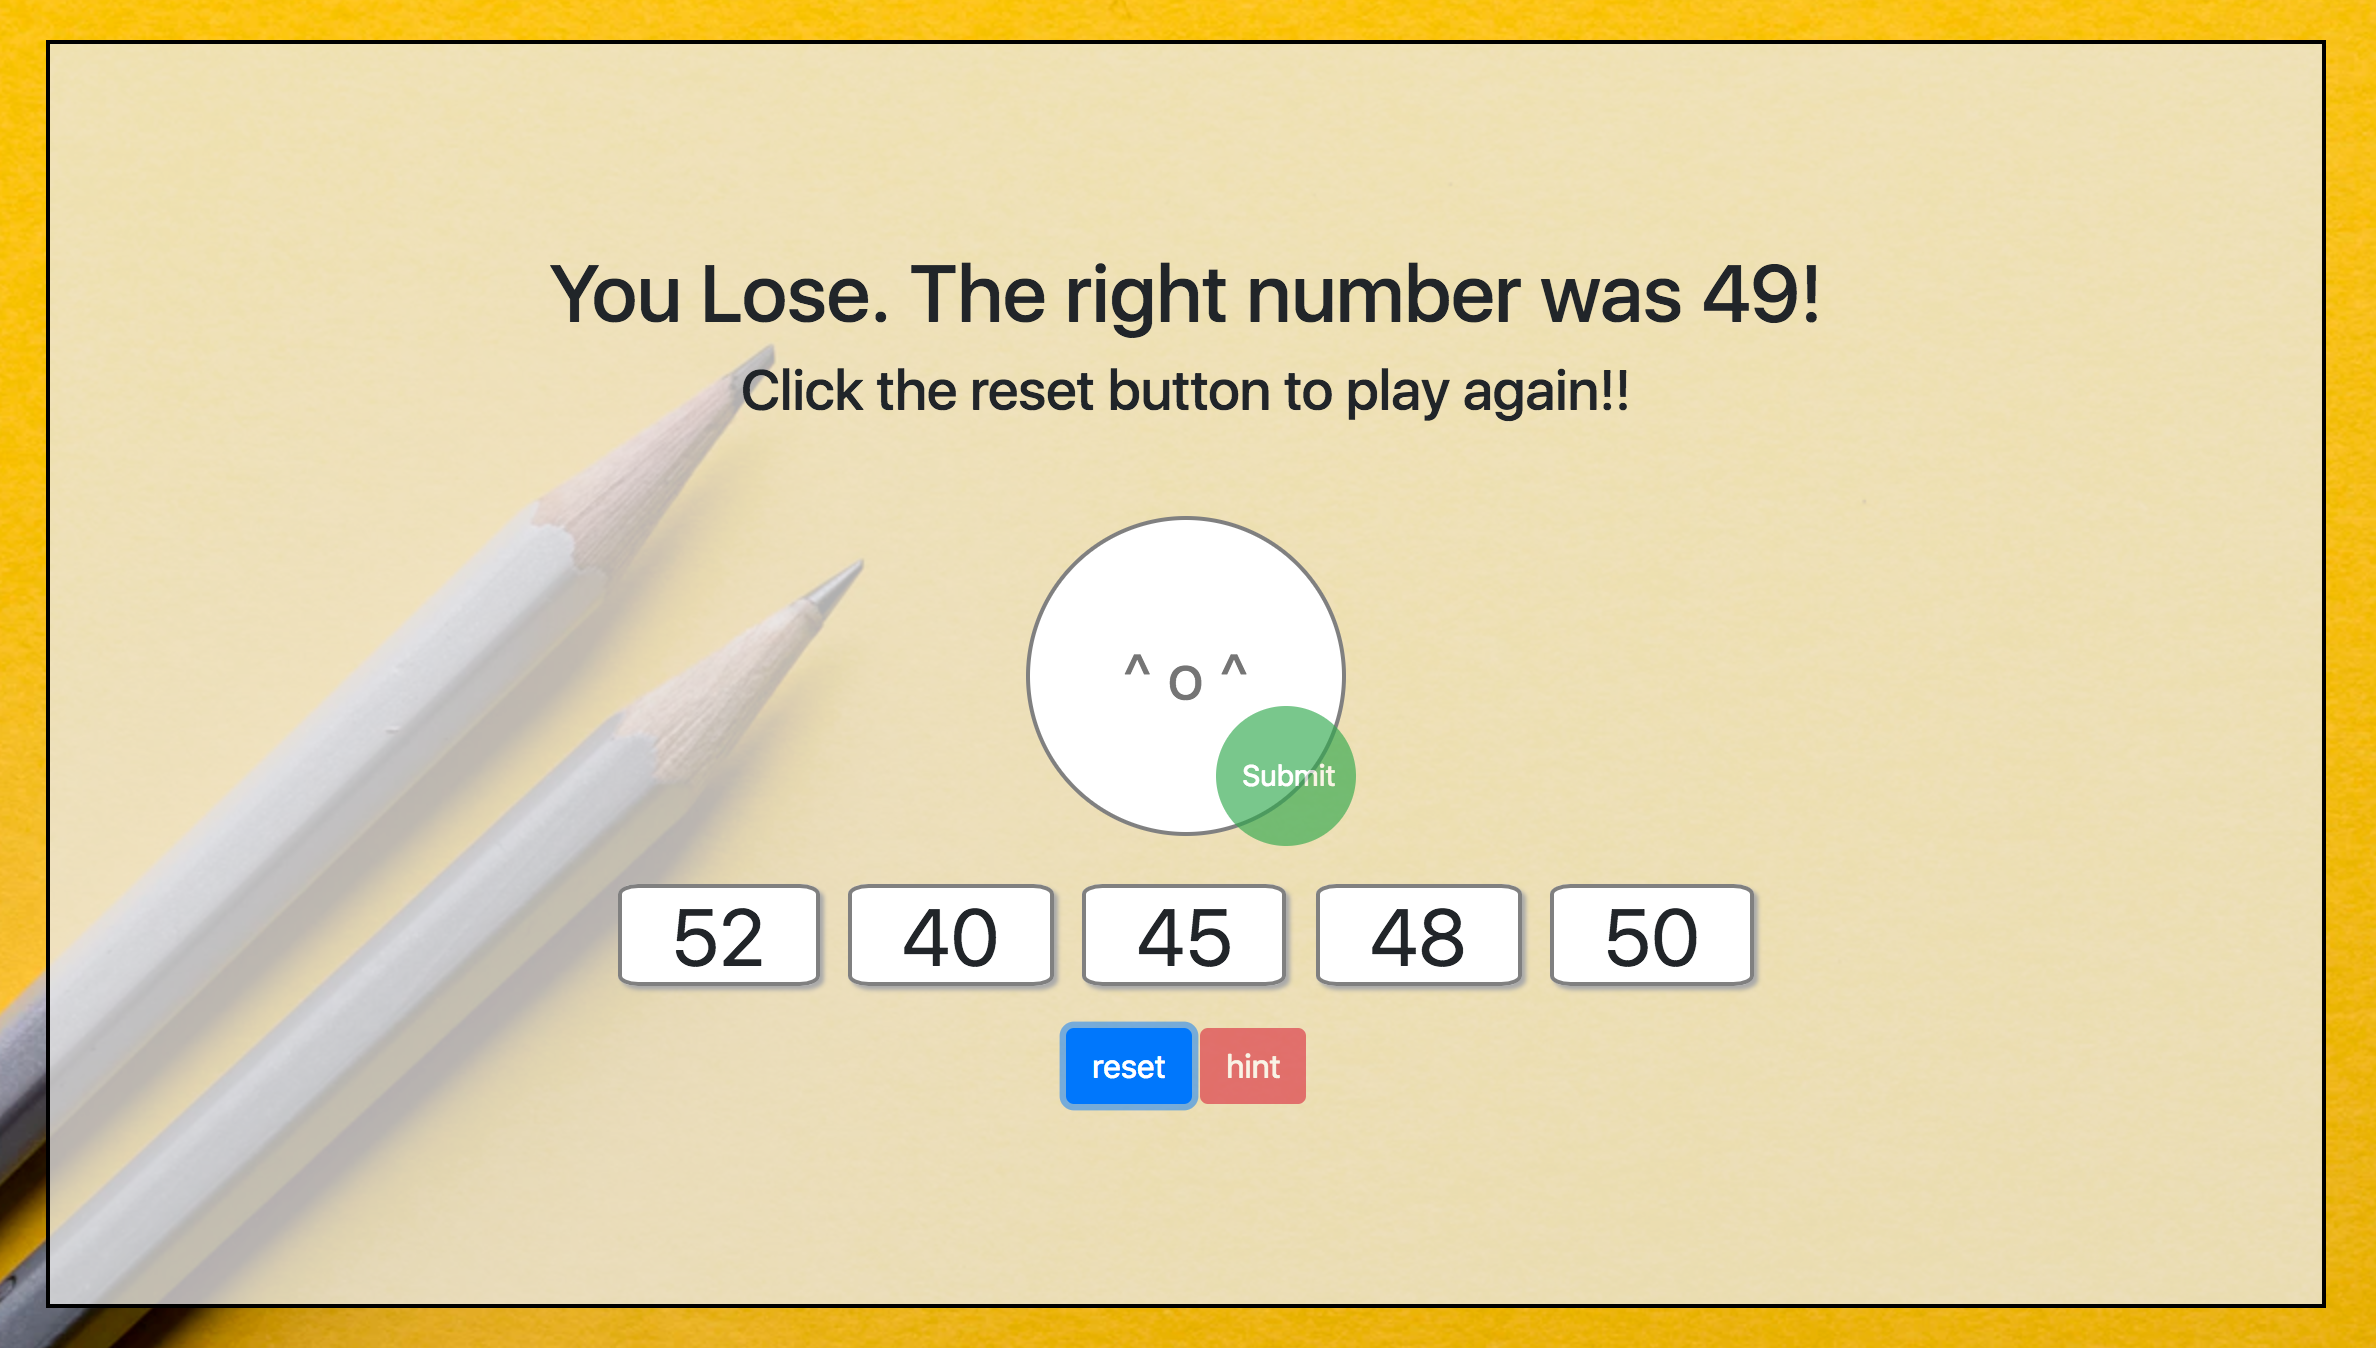 You Lose. The right number was 49!
Click the reset button to play again!!
^ o ^
Submit
52 40 45 48 50
reset hint